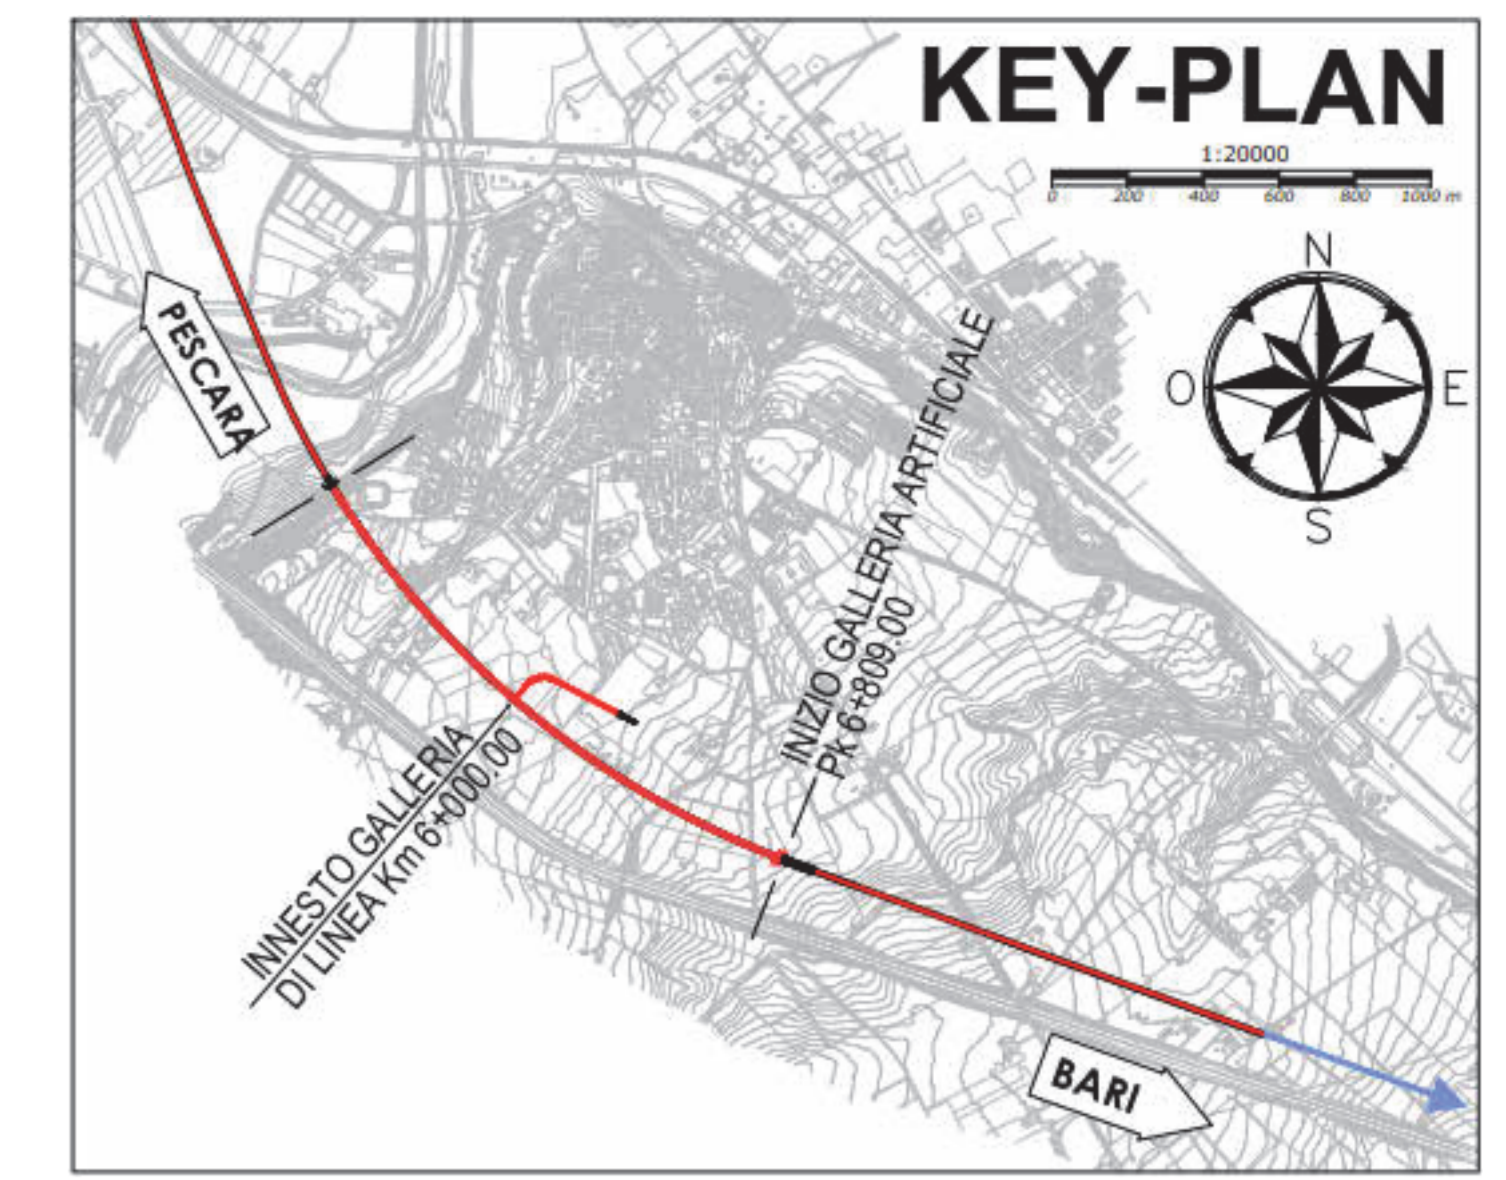 KEY-PLAN
1:20000
0 200 400 600 800 1000 m
N
O E
S
PESCARA
INIZIO GALLERIA ARTIFICIALE
Pk 6+809.00
INNESTO GALLERIA
DI LINEA Km 6+000.00
BARI